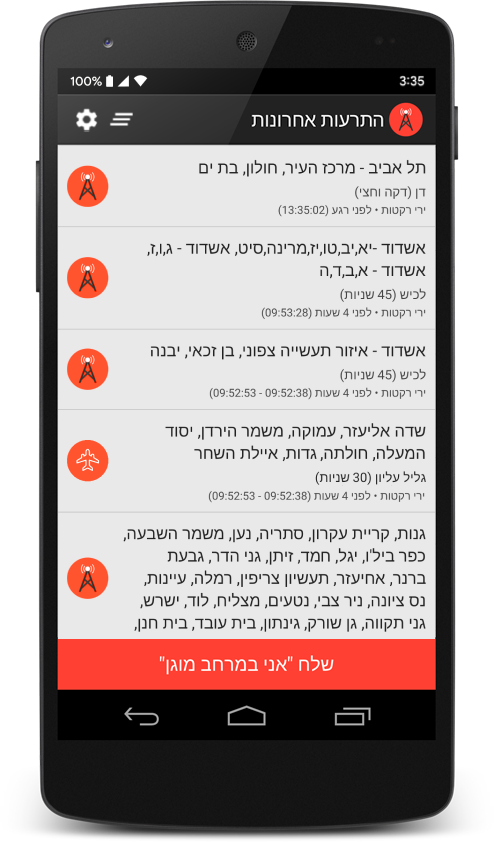 100% 3:35
התרעות אחרונות
תל אביב - מרכז העיר, חולון, בת ים
דן (דקה וחצי)
ירי רקטות • לפני רגע (13:35:02)
אשדוד -יא,יב,טו,יז,מרינה,סיט, אשדוד - ג,ו,ז,
אשדוד - א,ב,ד,ה
לכיש (45 שניות)
ירי רקטות • לפני 4 שעות (09:53:28)
אשדוד - איזור תעשייה צפוני, בן זכאי, יבנה
לכיש (45 שניות)
ירי רקטות • לפני 4 שעות (09:52:38 - 09:52:53)
שדה אליעזר, עמוקה, משמר הירדן, יסוד
המעלה, חולתה, גדות, איילת השחר
גליל עליון (30 שניות)
ירי רקטות • לפני 4 שעות (09:52:38 - 09:52:53)
גנות, קריית עקרון, סתריה, נען, משמר השבעה,
כפר ביל'ו, יגל, חמד, זיתן, גני הדר, גבעת
ברנר, אחיעזר, תעשיון צריפין, רמלה, עיינות,
נס ציונה, ניר צבי, נטעים, מצליח, לוד, ישרש,
גני תקווה, גן שורק, גינתון, בית עובד, בית חנן,
שלח "אני במרחב מוגן"